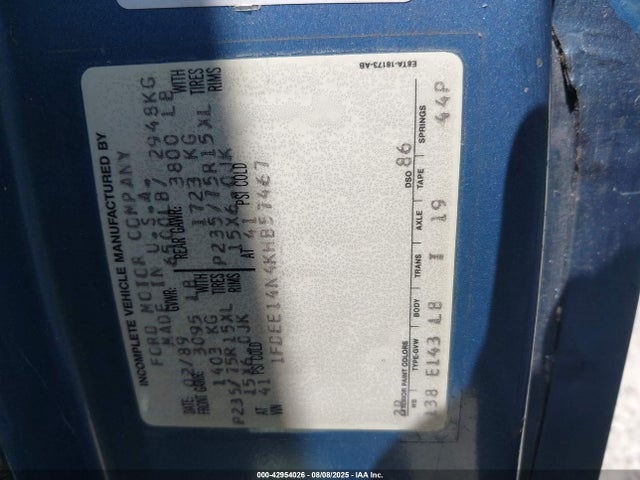 INCOMPLETE VEHICLE MANUFACTURED BY
FORD MOTOR COMPANY
MADE IN U.S.A.
GVWR: 6500LB/ 2948KG
DATE: 02/89 REAR GAWR: 3800 LB WITH
FRONT GAWR: 3095 LB WITH 1723 KG TIRES
1403 KG TIRES P235/75R15XL RIMS
P235/75R15XL RIMS 15X6.0JK
15X6.0JK AT 41 PSI COLD
AT 41 PSI COLD
VIN 1FDEE14N4KHB57467
EXTERIOR PAINT COLORS DSO 86
WB TYPE-GVW BODY TRANS AXLE TAPE SPRINGS
138 E143 LB T 19 44P
E8TA-16173-AB
000-42954026 - 08/08/2025 - IAA Inc.